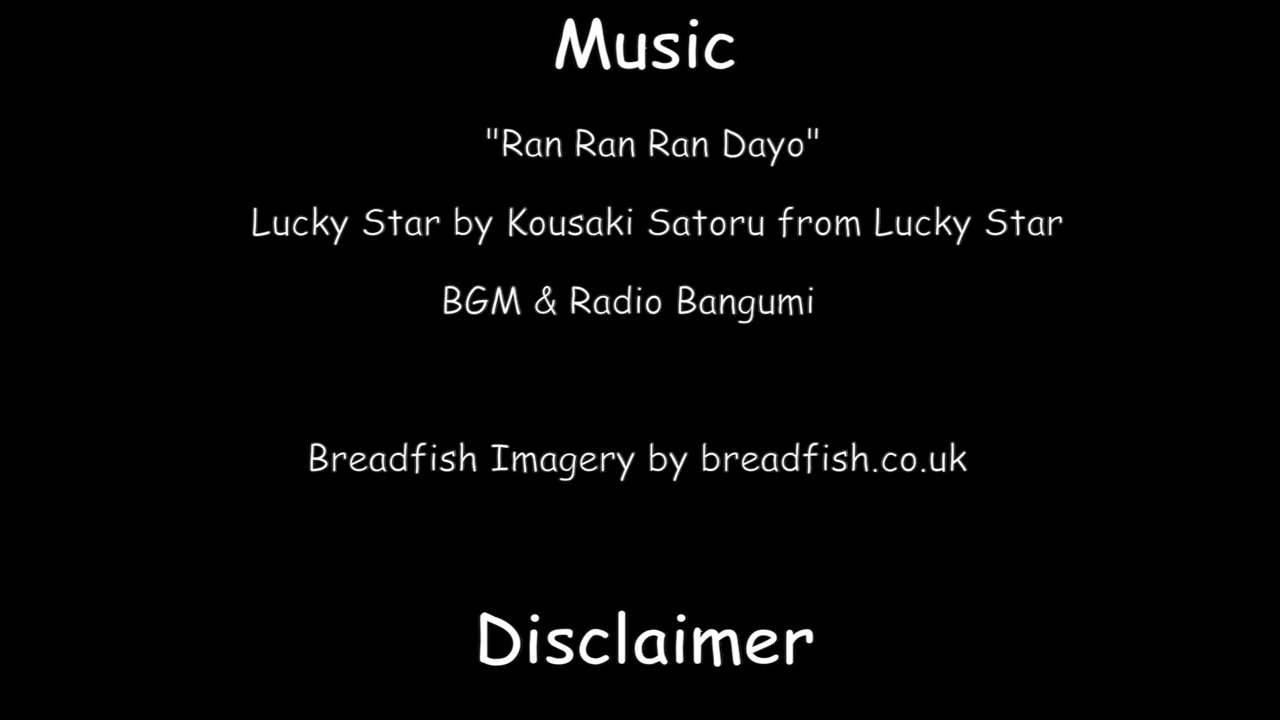 Music
"Ran Ran Ran Dayo"
Lucky Star by Kousaki Satoru from Lucky Star
BGM & Radio Bangumi
Breadfish Imagery by breadfish.co.uk
Disclaimer